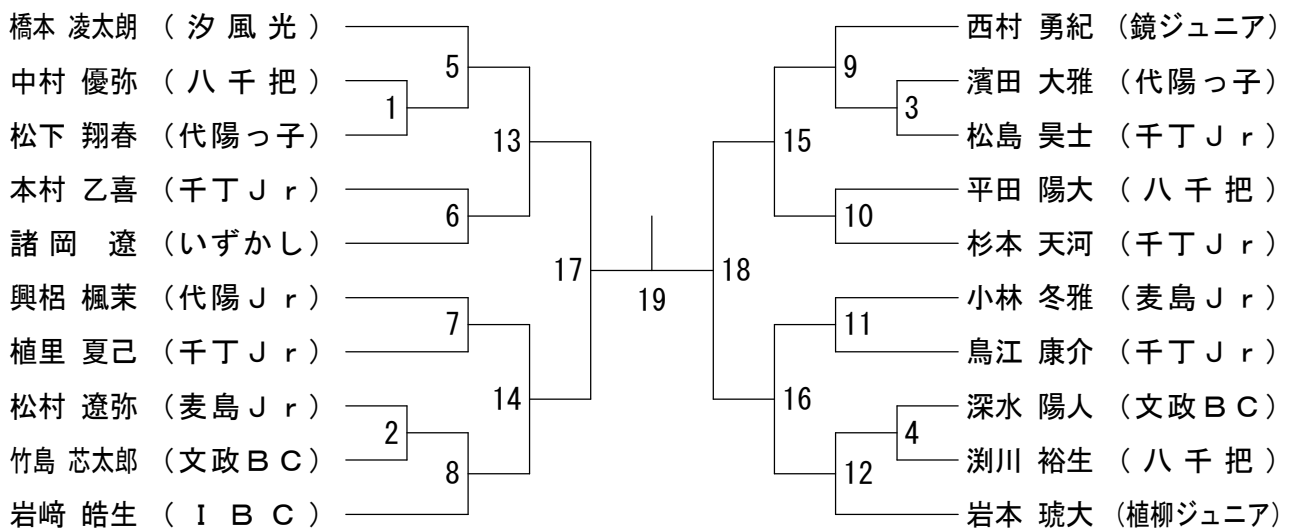 橋本 凌太朗 (汐風光)
中村 優弥 (八千把)
松下 翔春 (代陽っ子)
本村 乙喜 (千丁Jr)
諸岡 遼 (いずかし)
興梠 楓茉 (代陽Jr)
植里 夏己 (千丁Jr)
松村 遼弥 (麦島Jr)
竹島 芯太郎 (文政BC)
岩﨑 皓生 (IBC)
5
1
13
6
17
7
14
2
8
19
9
3
15
10
18
11
16
4
12
西村 勇紀 (鏡ジュニア)
濱田 大雅 (代陽っ子)
松島 昊士 (千丁Jr)
平田 陽大 (八千把)
杉本 天河 (千丁Jr)
小林 冬雅 (麦島Jr)
鳥江 康介 (千丁Jr)
深水 陽人 (文政BC)
渕川 裕生 (八千把)
岩本 琥大 (植柳ジュニア)